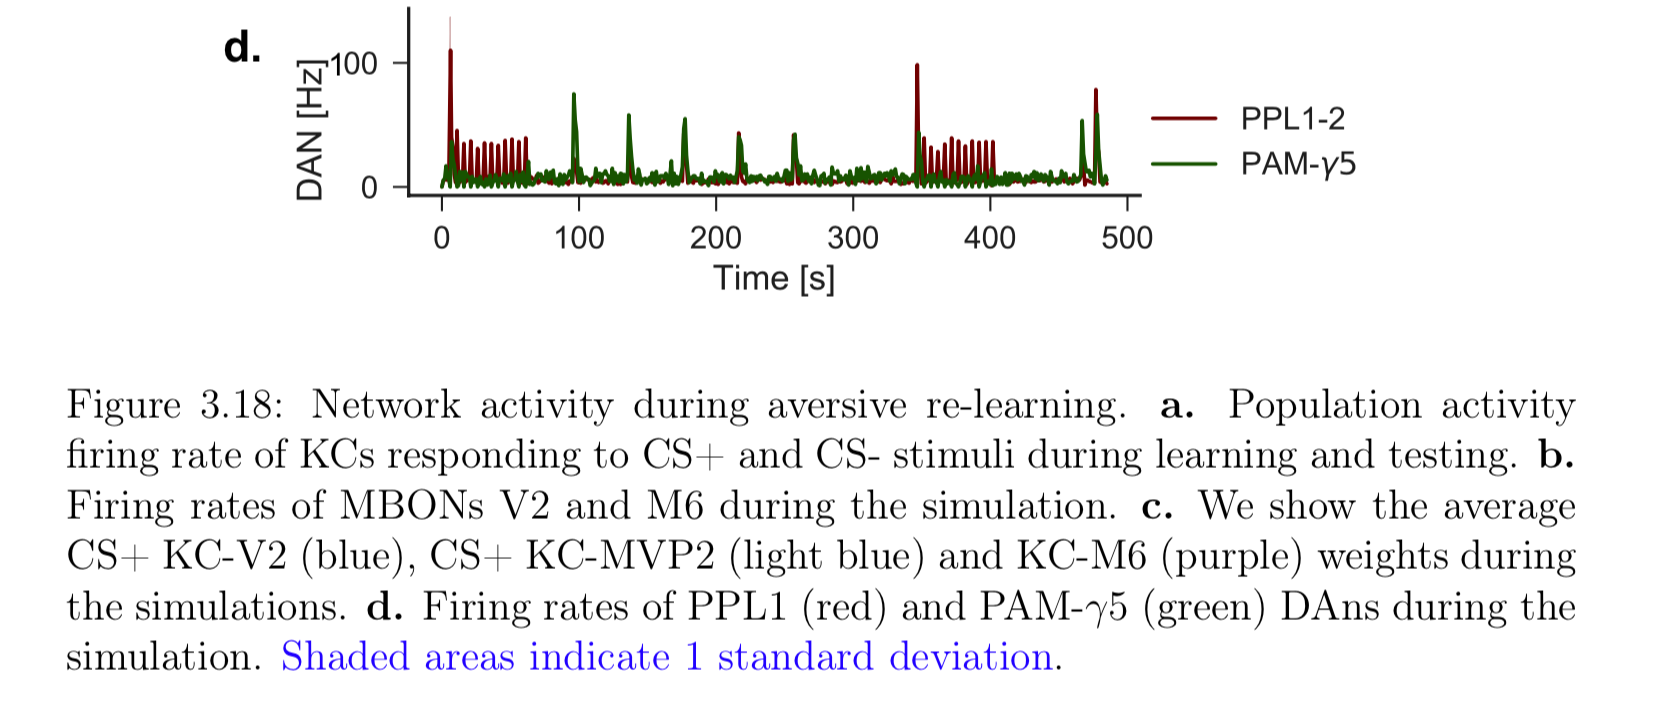 d.
DAN [Hz]
100
0
0 100 200 300 400 500
Time [s]
PPL1-2
PAM-γ5
Figure 3.18: Network activity during aversive re-learning. a. Population activity
firing rate of KCs responding to CS+ and CS- stimuli during learning and testing. b.
Firing rates of MBONs V2 and M6 during the simulation. c. We show the average
CS+ KC-V2 (blue), CS+ KC-MVP2 (light blue) and KC-M6 (purple) weights during
the simulations. d. Firing rates of PPL1 (red) and PAM-γ5 (green) DAns during the
simulation. Shaded areas indicate 1 standard deviation.